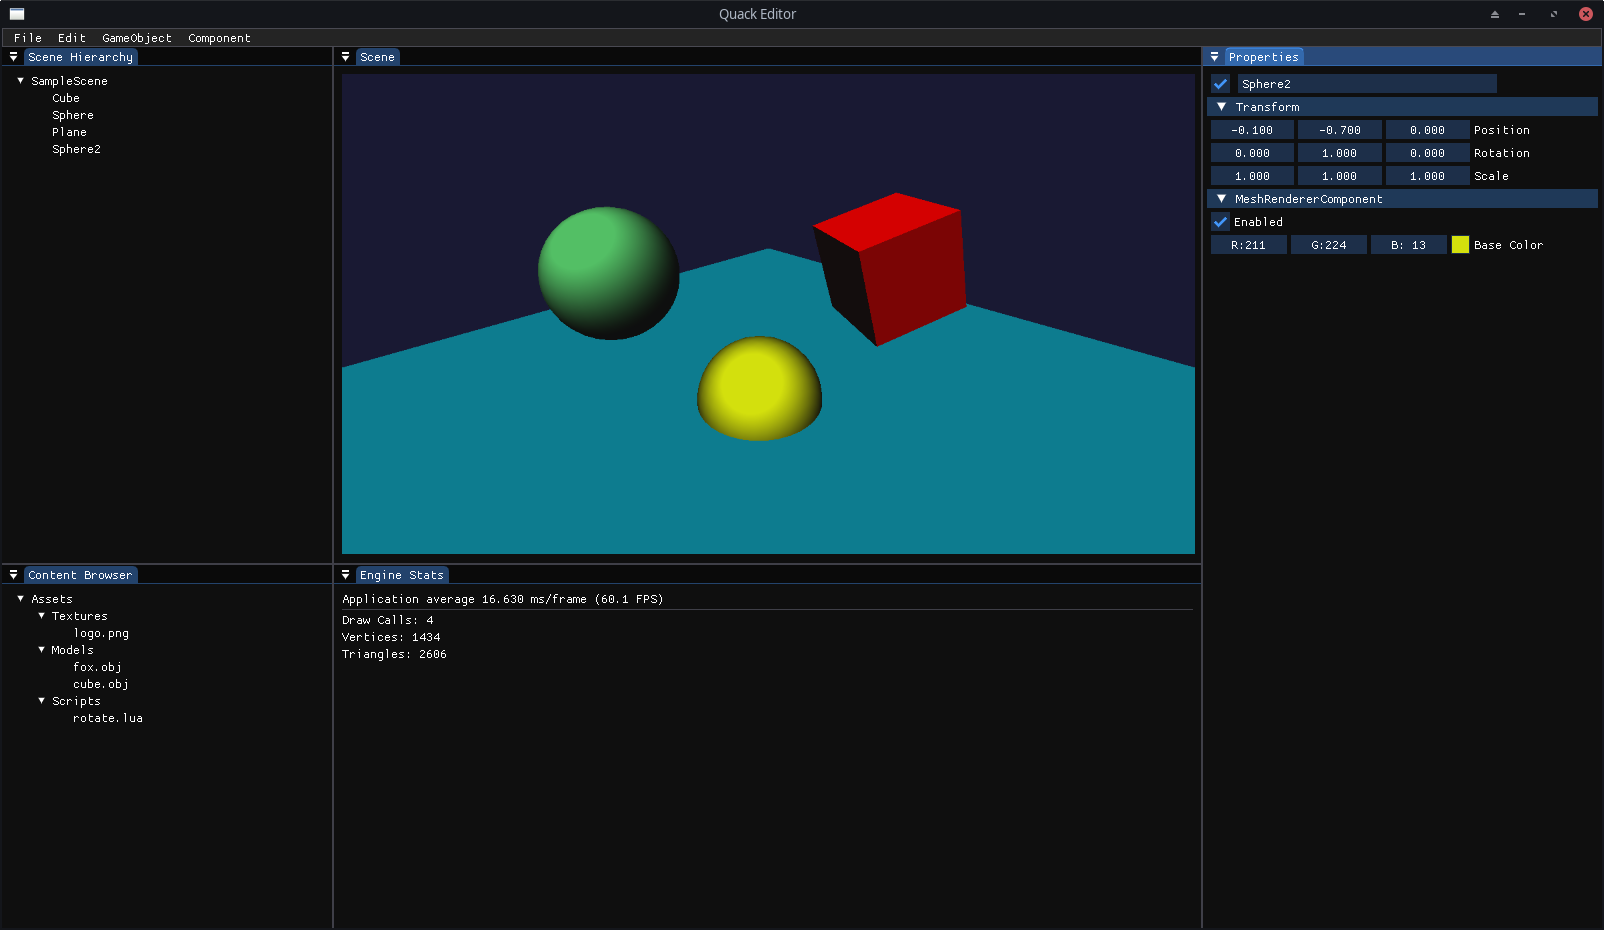 Quack Editor
File Edit GameObject Component
Scene Hierarchy
SampleScene
Cube
Sphere
Plane
Sphere2
Scene
Properties
Sphere2
Transform
-0.100 -0.700 0.000 Position
0.000 1.000 0.000 Rotation
1.000 1.000 1.000 Scale
MeshRendererComponent
Enabled
R:211 G:224 B: 13 Base Color
Content Browser
Assets
Textures
logo.png
Models
fox.obj
cube.obj
Scripts
rotate.lua
Engine Stats
Application average 16.630 ms/frame (60.1 FPS)
Draw Calls: 4
Vertices: 1434
Triangles: 2606